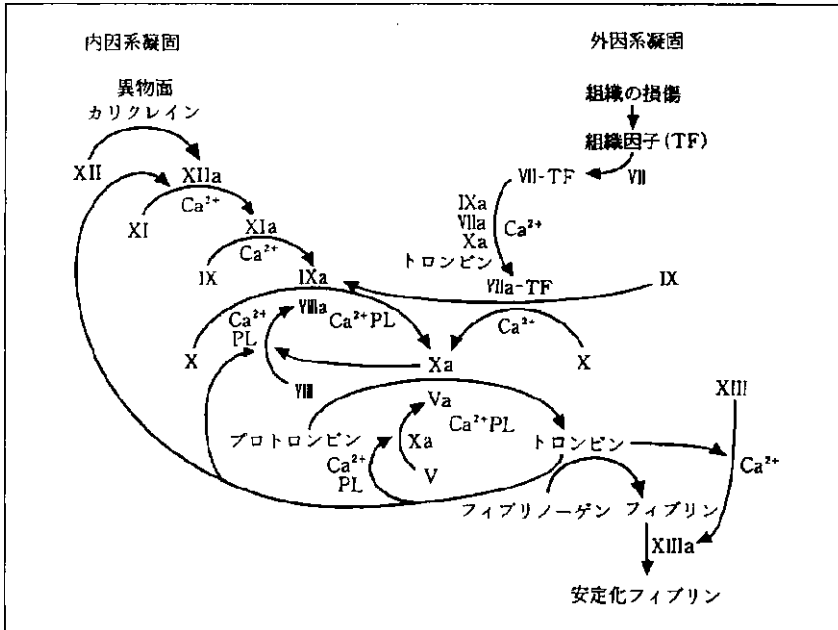 内因系凝固
外因系凝固
異物面
カリクレイン
組織の損傷
組織因子(TF)
XII
XIIa
VII-TF
VII
Ca²⁺
IXa
VIIa
Xa
Ca²⁺
トロンビン
XI
XIa
Ca²⁺
IX
IXa
VIIa-TF
IX
Ca²⁺
PL
VIIIa
Ca²⁺PL
Ca²⁺
X
Xa
X
VIII
XIII
Va
Ca²⁺PL
プロトロンビン
Xa
トロンビン
Ca²⁺
PL
V
Ca²⁺
フィブリノーゲン
フィブリン
XIIIa
安定化フィブリン